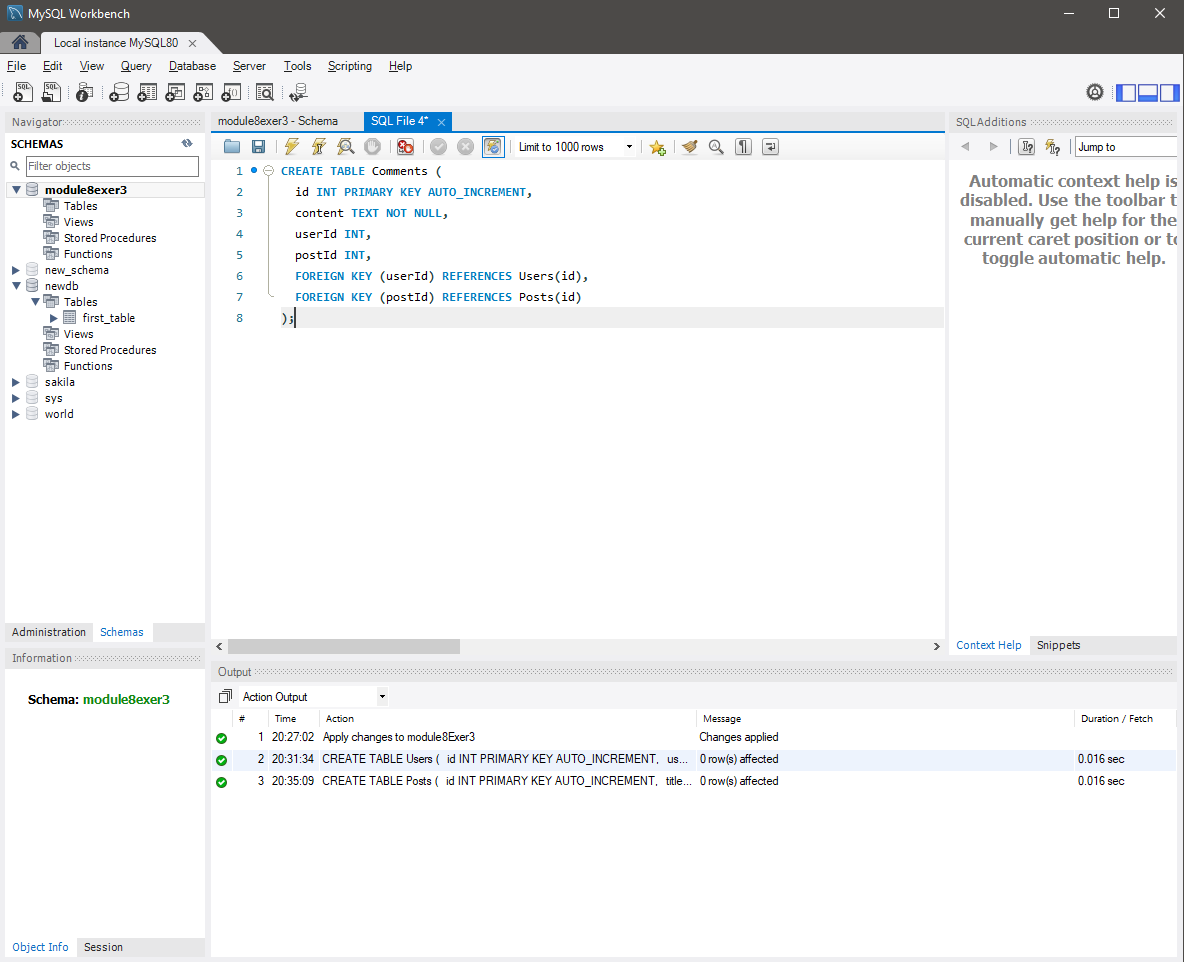 MySQL Workbench
Local instance MySQL80
File Edit View Query Database Server Tools Scripting Help
Navigator
SCHEMAS
Filter objects
module8exer3
Tables
Views
Stored Procedures
Functions
new_schema
newdb
Tables
first_table
Views
Stored Procedures
Functions
sakila
sys
world
Administration Schemas
Information
Schema: module8exer3
Object Info Session
module8exer3 - Schema SQL File 4*
Limit to 1000 rows
1 CREATE TABLE Comments (
2 id INT PRIMARY KEY AUTO_INCREMENT,
3 content TEXT NOT NULL,
4 userId INT,
5 postId INT,
6 FOREIGN KEY (userId) REFERENCES Users(id),
7 FOREIGN KEY (postId) REFERENCES Posts(id)
8 );
SQLAdditions
Jump to
Automatic context help is
disabled. Use the toolbar t
manually get help for the
current caret position or to
toggle automatic help.
Context Help Snippets
Output
Action Output
# Time Action Message Duration / Fetch
1 20:27:02 Apply changes to module8Exer3 Changes applied
2 20:31:34 CREATE TABLE Users ( id INT PRIMARY KEY AUTO_INCREMENT, us... 0 row(s) affected 0.016 sec
3 20:35:09 CREATE TABLE Posts ( id INT PRIMARY KEY AUTO_INCREMENT, title... 0 row(s) affected 0.016 sec